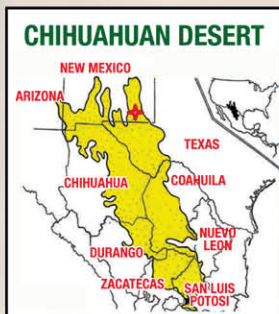 CHIHUAHUAN DESERT
NEW MEXICO
ARIZONA
TEXAS
CHIHUAHUA
COAHUILA
NUEVO
LEON
DURANGO
ZACATECAS
SAN LUIS
POTOSI